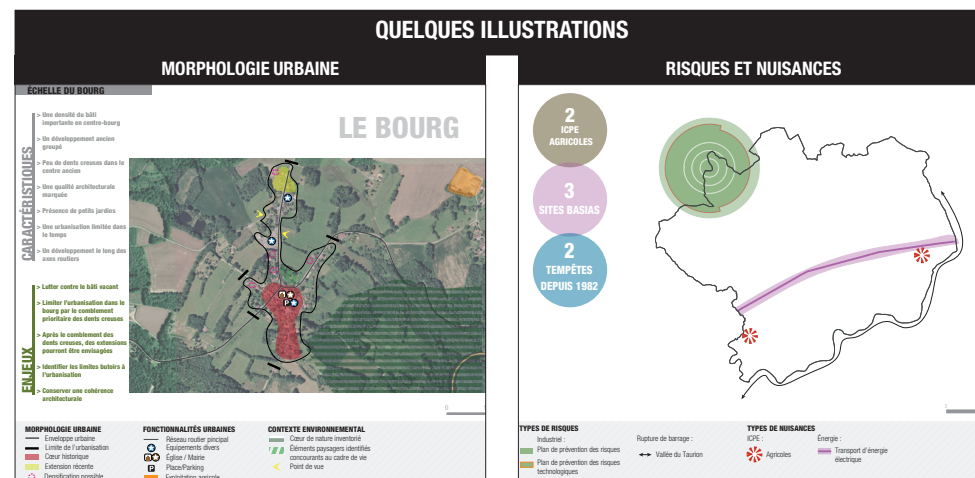 QUELQUES ILLUSTRATIONS
MORPHOLOGIE URBAINE
ÉCHELLE DU BOURG
LE BOURG
CARACTÉRISTIQUES
> Une densité du bâti
importante en centre-bourg
> Un développement ancien
groupé
> Peu de dents creuses dans le
centre ancien
> Une qualité architecturale
marquée
> Présence de petits jardins
> Une urbanisation limitée dans
le temps
> Un développement le long des
axes routiers
ENJEUX
> Lutter contre le bâti vacant
> Limiter l'urbanisation dans le
bourg par le comblement
prioritaire des dents creuses
> Après le comblement des
dents creuses, des extensions
pourront être envisagées
> Identifier les limites butoirs à
l'urbanisation
> Conserver une cohérence
architecturale
P
0
MORPHOLOGIE URBAINE
Enveloppe urbaine
Limite de l'urbanisation
Cœur historique
Extension récente
Densification possible
FONCTIONNALITÉS URBAINES
Réseau routier pincipal
Equipements divers
Église / Mairie
P Place/Parking
Exploitation agricole
CONTEXTE ENVIRONNEMENTAL
Cœur de nature inventorié
Éléments paysagers identifiés
concourants au cadre de vie
Point de vue
RISQUES ET NUISANCES
2
ICPE
AGRICOLES
3
SITES BASIAS
2
TEMPÊTES
DEPUIS 1982
TYPES DE RISQUES
Industriel :
Plan de prévention des risques
Plan de prévention des risques
technologiques
Rupture de barrage :
Vallée du Taurion
TYPES DE NUISANCES
ICPE :
Agricoles
Énergie :
Transport d'énergie
électrique